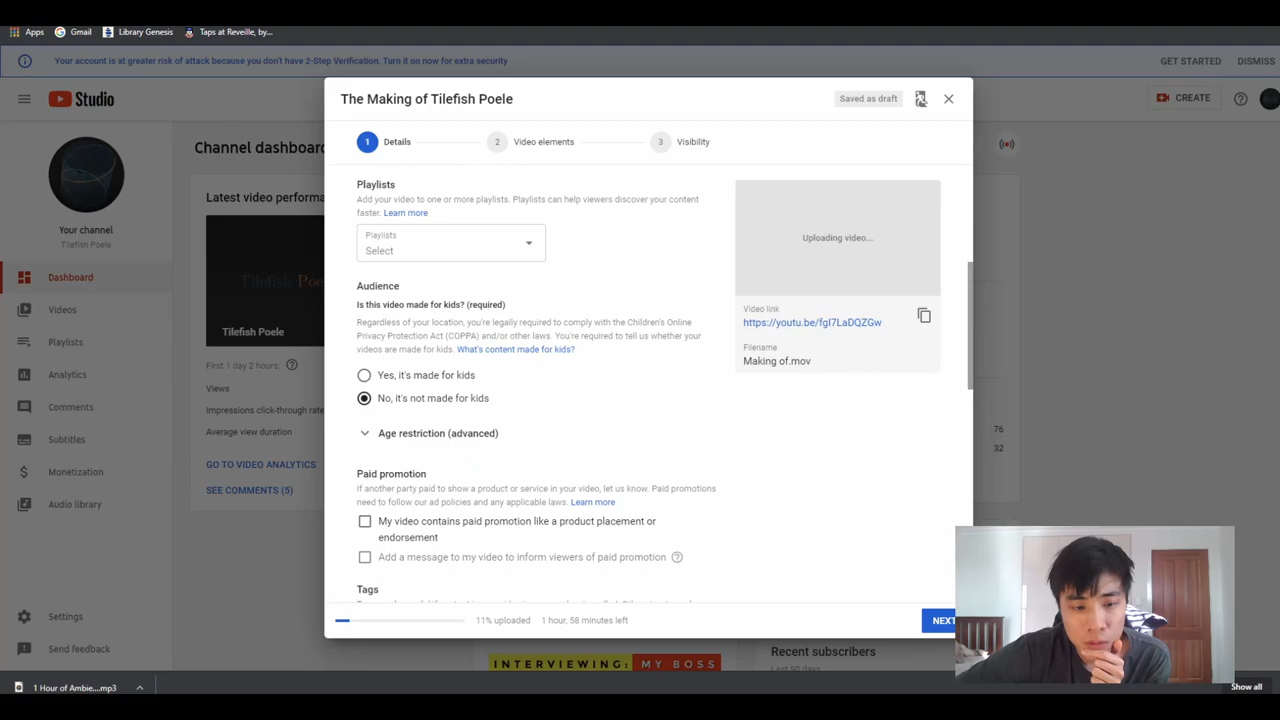 Apps
Gmail
Library Genesis
Taps at Reveille, by...
Your account is at greater risk of attack because you don't have 2-Step Verification. Turn it on now for extra security
GET STARTED
DISMISS
Studio
CREATE
Your channel
Tilefish Poele
Dashboard
Videos
Playlists
Analytics
Comments
Subtitles
Monetization
Audio library
Settings
Send feedback
Channel dashboard
Latest video performa
Tilefish Poe
Tilefish Poele
First 1 day 2 hours:
Views
Impressions click-through rate
Average view duration
GO TO VIDEO ANALYTICS
SEE COMMENTS (5)
The Making of Tilefish Poele
Saved as draft
1 Details
2 Video elements
3 Visibility
Playlists
Add your video to one or more playlists. Playlists can help viewers discover your content
faster. Learn more
Playlists
Select
Audience
Is this video made for kids? (required)
Regardless of your location, you're legally required to comply with the Children's Online
Privacy Protection Act (COPPA) and/or other laws. You're required to tell us whether your
videos are made for kids. What's content made for kids?
Yes, it's made for kids
No, it's not made for kids
Age restriction (advanced)
Paid promotion
If another party paid to show a product or service in your video, let us know. Paid promotions
need to follow our ad policies and any applicable laws. Learn more
My video contains paid promotion like a product placement or
endorsement
Add a message to my video to inform viewers of paid promotion
Tags
Uploading video...
Video link
https://youtu.be/fgI7LaDQZGw
Filename
Making of.mov
11% uploaded
1 hour, 58 minutes left
NEXT
76
32
INTERVIEWING: MY BOSS
Recent subscribers
Last 90 days
1 Hour of Ambie....mp3
Show all